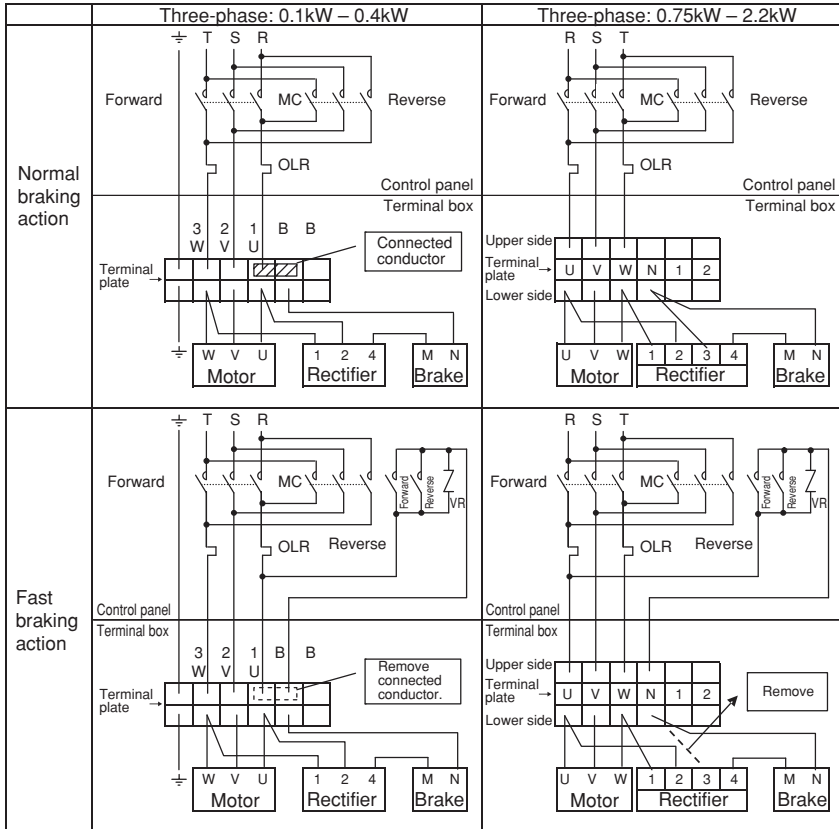 Three-phase: 0.1kW – 0.4kW
Three-phase: 0.75kW – 2.2kW
Normal
braking
action
T S R
Forward
MC
Reverse
OLR
Control panel
Terminal box
3 2 1 B B
W V U
Connected
conductor
Terminal
plate
W V U
Motor
1 2 4
Rectifier
M N
Brake
R S T
Forward
MC
Reverse
OLR
Control panel
Terminal box
Upper side
Terminal
plate
U V W N 1 2
Lower side
U V W
Motor
1 2 3 4
Rectifier
M N
Brake
Fast
braking
action
T S R
Forward
MC
Forward
Reverse
VR
OLR
Reverse
Control panel
Terminal box
3 2 1 B B
W V U
Remove
connected
conductor.
Terminal
plate
W V U
Motor
1 2 4
Rectifier
M N
Brake
R S T
Forward
MC
Forward
Reverse
VR
OLR
Reverse
Control panel
Terminal box
Upper side
Terminal
plate
U V W N 1 2
Lower side
Remove
U V W
Motor
1 2 3 4
Rectifier
M N
Brake